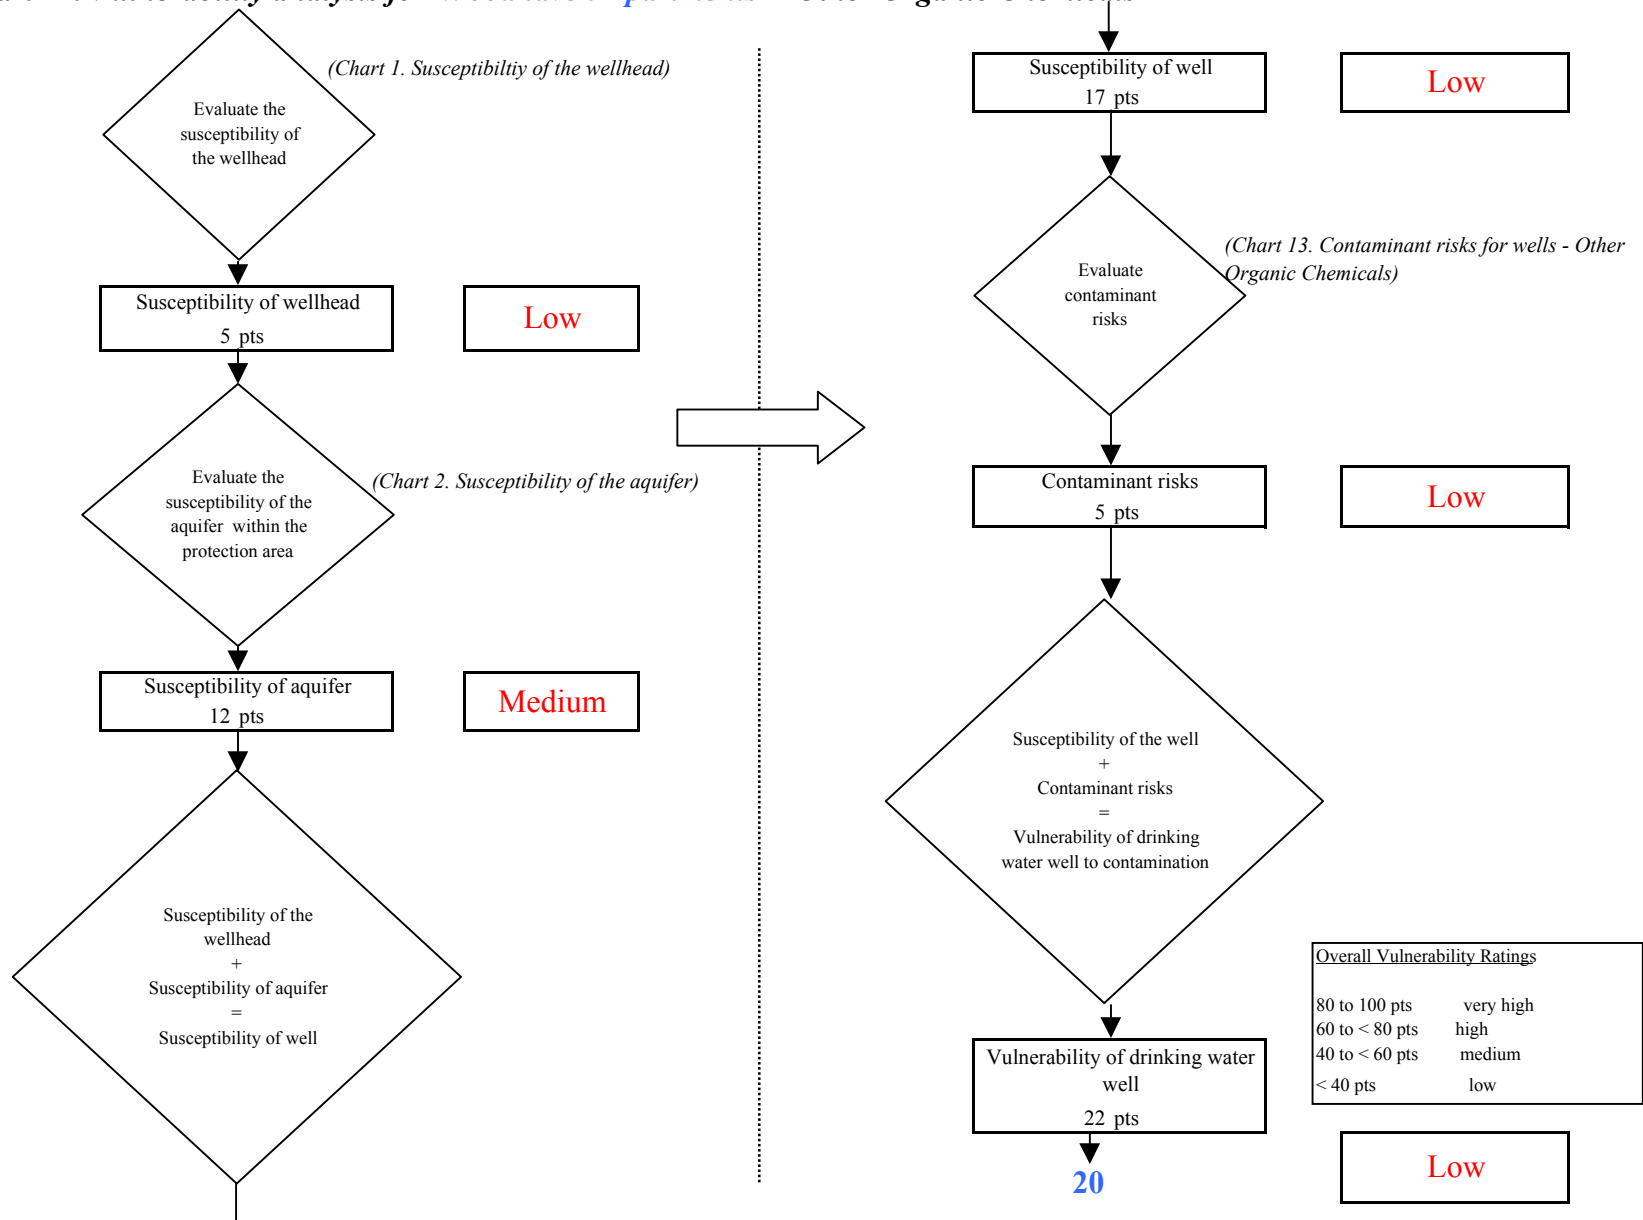 (Chart 1. Susceptibiltiy of the wellhead)
Evaluate the
susceptibility of
the wellhead
Susceptibility of wellhead
5 pts
Low
Evaluate the
susceptibility of the
aquifer within the
protection area
(Chart 2. Susceptibility of the aquifer)
Susceptibility of aquifer
12 pts
Medium
Susceptibility of the
wellhead
+
Susceptibility of aquifer
=
Susceptibility of well
Susceptibility of well
17 pts
Low
(Chart 13. Contaminant risks for wells - Other
Organic Chemicals)
Evaluate
contaminant
risks
Contaminant risks
5 pts
Low
Susceptibility of the well
+
Contaminant risks
=
Vulnerability of drinking
water well to contamination
Overall Vulnerability Ratings
80 to 100 pts very high
60 to < 80 pts high
40 to < 60 pts medium
< 40 pts low
Vulnerability of drinking water
well
22 pts
20
Low